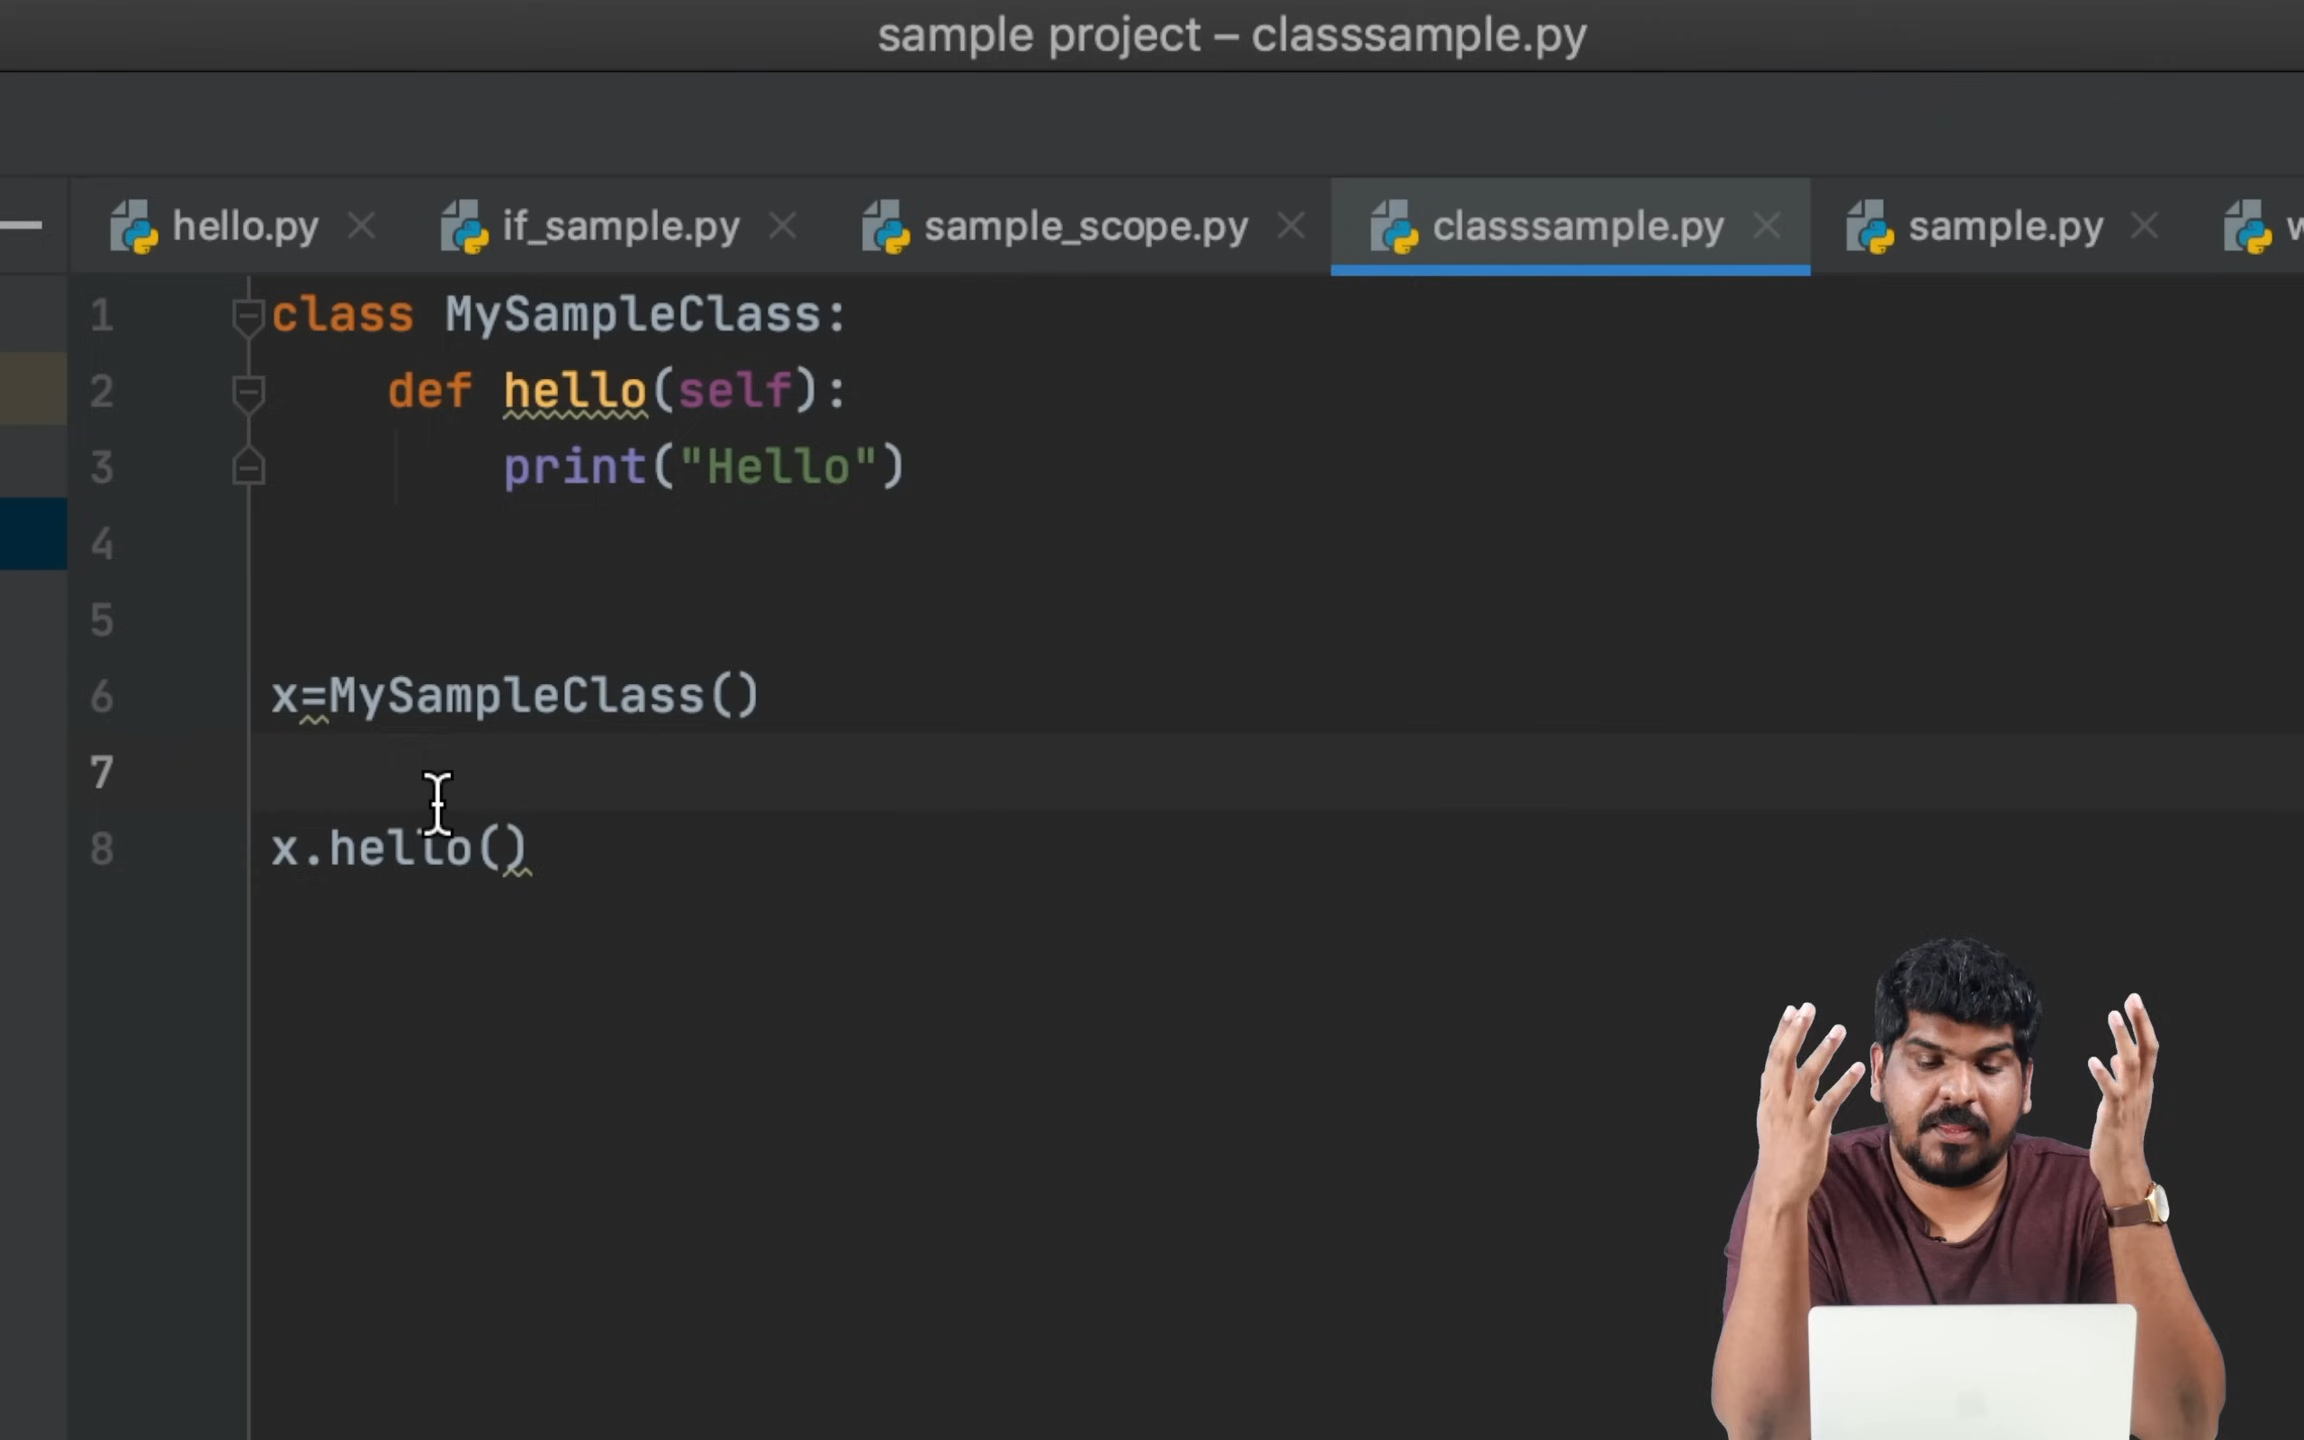 sample project – classsample.py
hello.py if_sample.py sample_scope.py classsample.py sample.py
1 class MySampleClass:
2 def hello(self):
3 print("Hello")
4
5
6 x=MySampleClass()
7
8 x.hello()